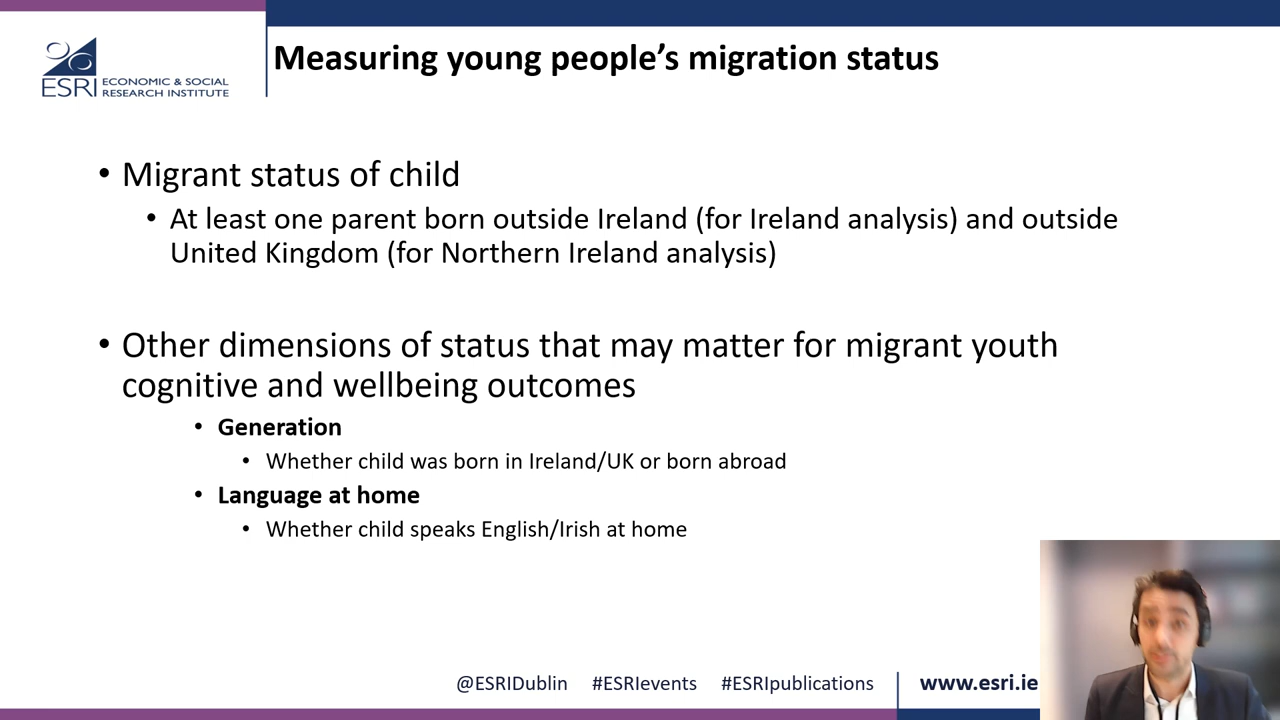 ESRI
ECONOMIC & SOCIAL
RESEARCH INSTITUTE
Measuring young people's migration status
• Migrant status of child
• At least one parent born outside Ireland (for Ireland analysis) and outside
United Kingdom (for Northern Ireland analysis)
• Other dimensions of status that may matter for migrant youth
cognitive and wellbeing outcomes
• Generation
• Whether child was born in Ireland/UK or born abroad
• Language at home
• Whether child speaks English/Irish at home
@ESRIDublin #ESRIevents #ESRIpublications www.esri.ie